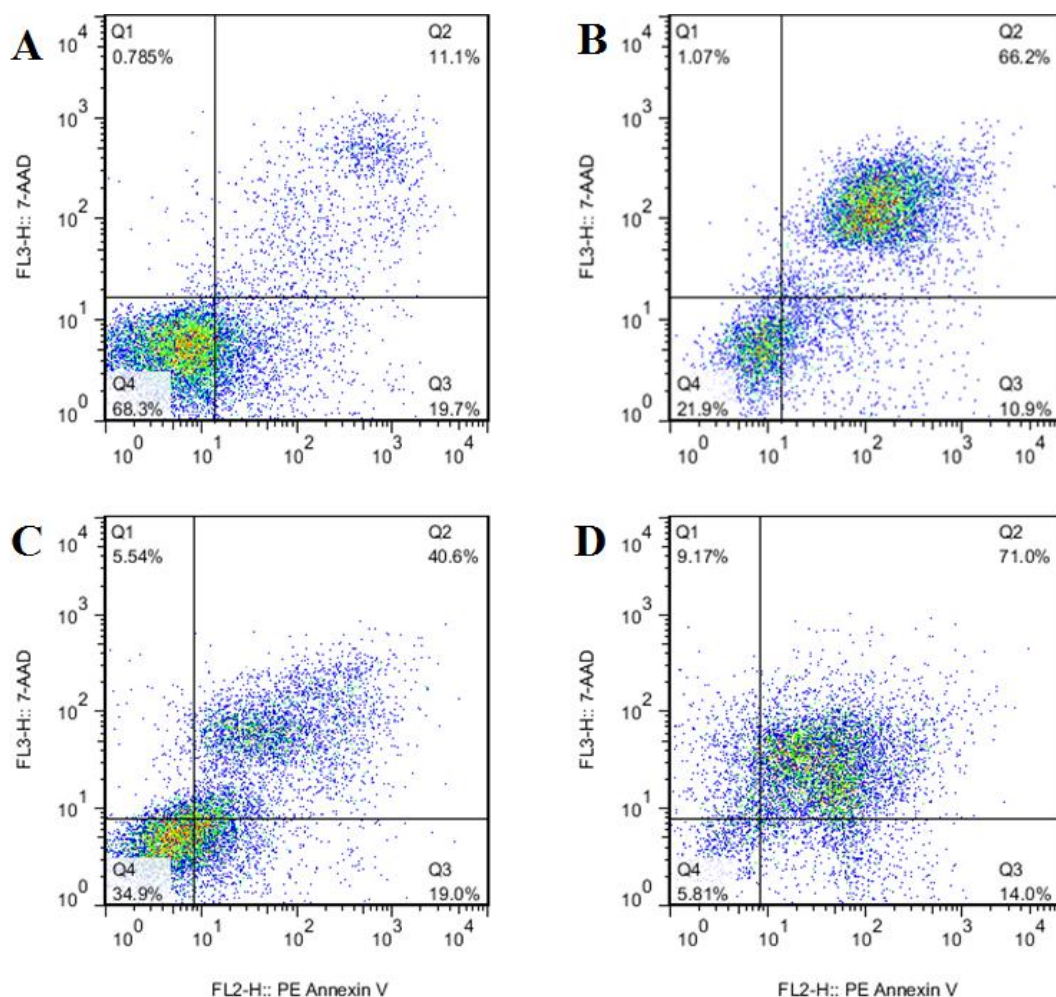 A
Q1
0.785%
Q2
11.1%
Q4
68.3%
Q3
19.7%
10^4
10^3
10^2
10^1
10^0
FL3-H:: 7-AAD
10^0 10^1 10^2 10^3 10^4
B
Q1
1.07%
Q2
66.2%
Q4
21.9%
Q3
10.9%
10^4
10^3
10^2
10^1
10^0
FL3-H:: 7-AAD
10^0 10^1 10^2 10^3 10^4
C
Q1
5.54%
Q2
40.6%
Q4
34.9%
Q3
19.0%
10^4
10^3
10^2
10^1
10^0
FL3-H:: 7-AAD
10^0 10^1 10^2 10^3 10^4
FL2-H:: PE Annexin V
D
Q1
9.17%
Q2
71.0%
Q4
5.81%
Q3
14.0%
10^4
10^3
10^2
10^1
10^0
FL3-H:: 7-AAD
10^0 10^1 10^2 10^3 10^4
FL2-H:: PE Annexin V